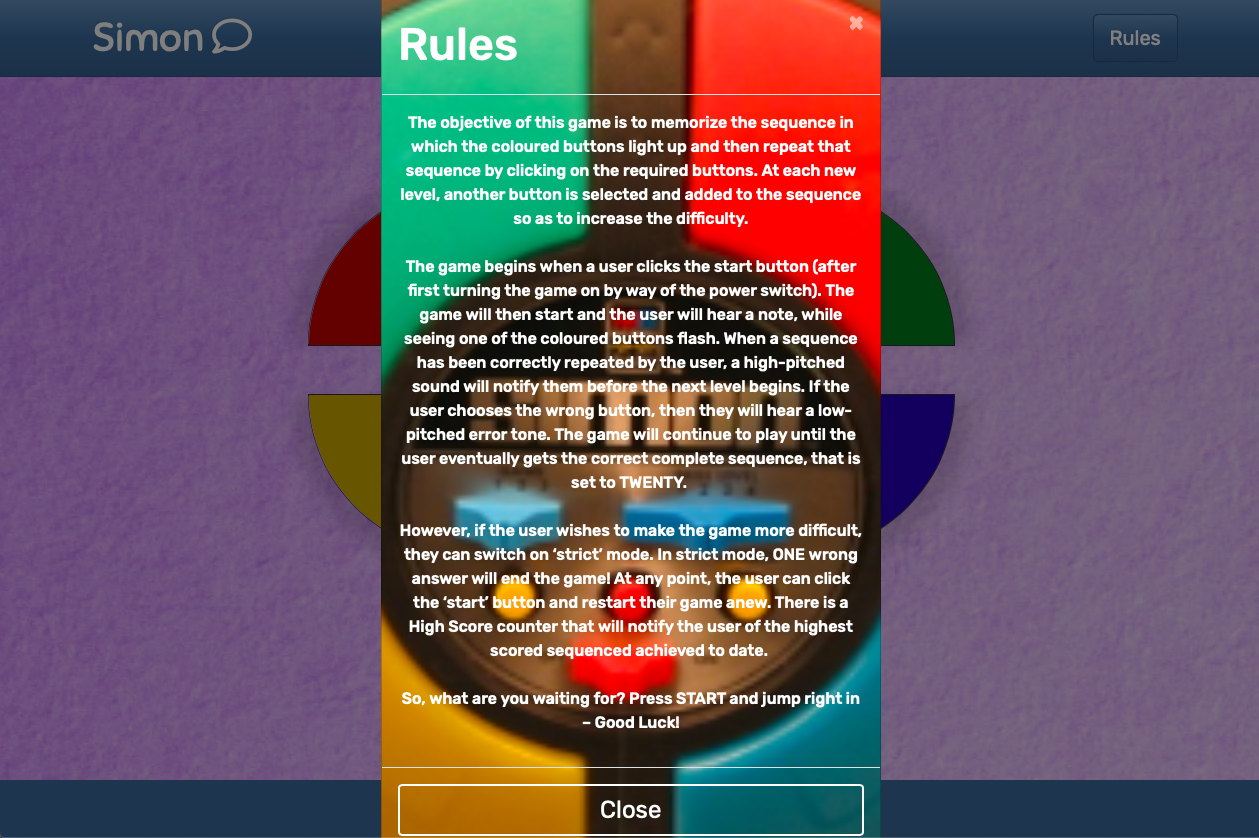 Simon
Rules
Rules
✖
The objective of this game is to memorize the sequence in
which the coloured buttons light up and then repeat that
sequence by clicking on the required buttons. At each new
level, another button is selected and added to the sequence
so as to increase the difficulty.
The game begins when a user clicks the start button (after
first turning the game on by way of the power switch). The
game will then start and the user will hear a note, while
seeing one of the coloured buttons flash. When a sequence
has been correctly repeated by the user, a high-pitched
sound will notify them before the next level begins. If the
user chooses the wrong button, then they will hear a low-
pitched error tone. The game will continue to play until the
user eventually gets the correct complete sequence, that is
set to TWENTY.
However, if the user wishes to make the game more difficult,
they can switch on ‘strict’ mode. In strict mode, ONE wrong
answer will end the game! At any point, the user can click
the ‘start’ button and restart their game anew. There is a
High Score counter that will notify the user of the highest
scored sequenced achieved to date.
So, what are you waiting for? Press START and jump right in
– Good Luck!
Close